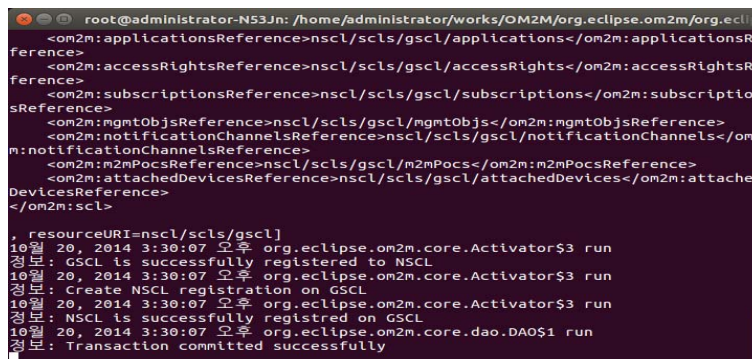 root@administrator-N53Jn: /home/administrator/works/OM2M/org.eclipse.om2m/org.ecli
<om2m:applicationsReference>nscl/scls/gscl/applications</om2m:applicationsR
ference>
<om2m:accessRightsReference>nscl/scls/gscl/accessRights</om2m:accessRightsR
ference>
<om2m:subscriptionsReference>nscl/scls/gscl/subscriptions</om2m:subscriptio
sReference>
<om2m:mgmtObjsReference>nscl/scls/gscl/mgmtObjs</om2m:mgmtObjsReference>
<om2m:notificationChannelsReference>nscl/scls/gscl/notificationChannels</om
m:notificationChannelsReference>
<om2m:m2mPocsReference>nscl/scls/gscl/m2mPocs</om2m:m2mPocsReference>
<om2m:attachedDevicesReference>nscl/scls/gscl/attachedDevices</om2m:attache
DevicesReference>
</om2m:scl>
, resourceURI=nscl/scls/gscl]
10월 20, 2014 3:30:07 오후 org.eclipse.om2m.core.Activator$3 run
정보: GSCL is successfully registered to NSCL
10월 20, 2014 3:30:07 오후 org.eclipse.om2m.core.Activator$3 run
정보: Create NSCL registration on GSCL
10월 20, 2014 3:30:07 오후 org.eclipse.om2m.core.Activator$3 run
정보: NSCL is successfully registred on GSCL
10월 20, 2014 3:30:07 오후 org.eclipse.om2m.core.dao.DAO$1 run
정보: Transaction committed successfully